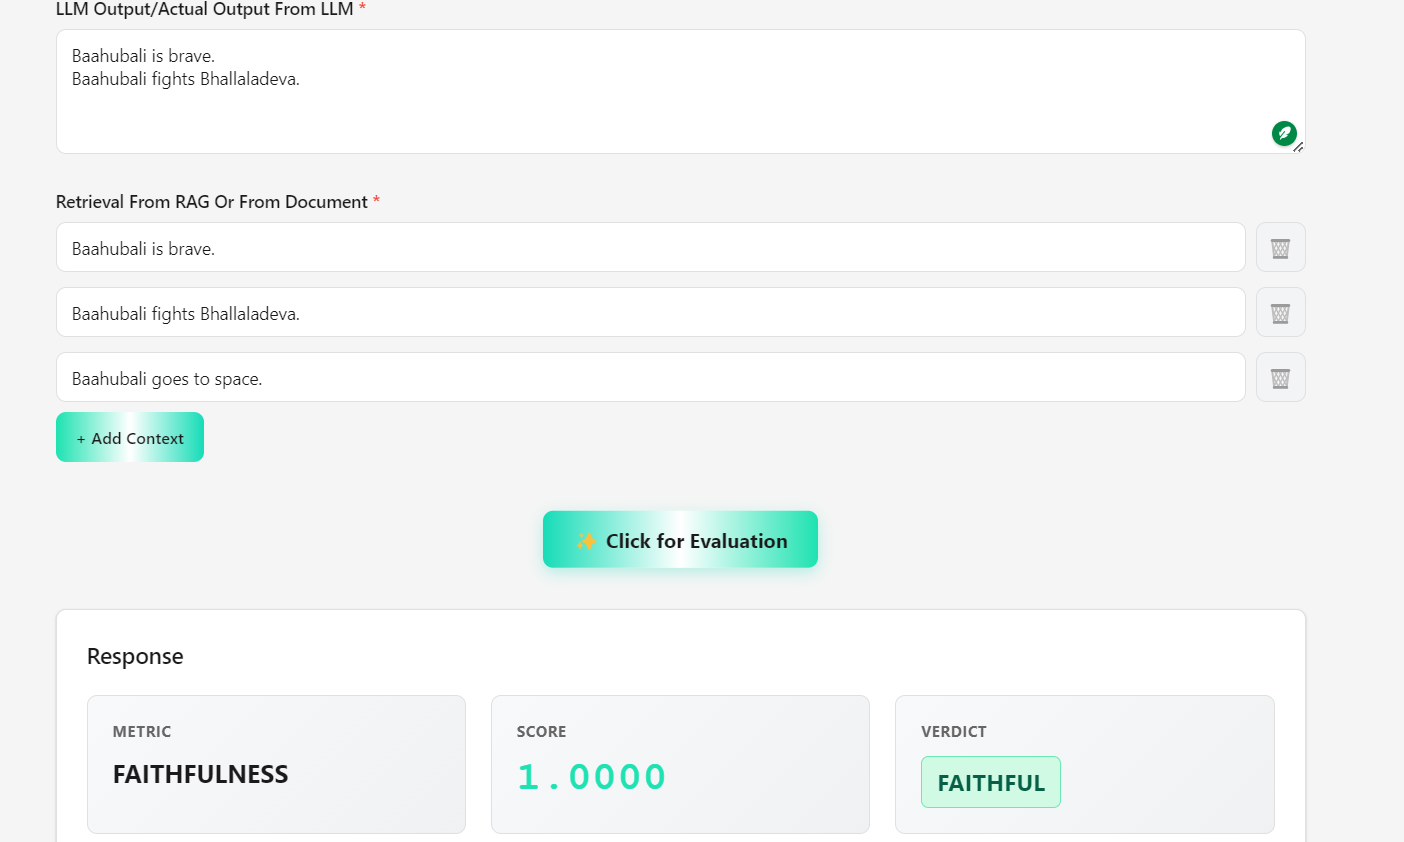 LLM Output/Actual Output From LLM *
Baahubali is brave.
Baahubali fights Bhallaladeva.
Retrieval From RAG Or From Document *
Baahubali is brave.
Baahubali fights Bhallaladeva.
Baahubali goes to space.
+ Add Context
✨ Click for Evaluation
Response
METRIC
FAITHFULNESS
SCORE
1.0000
VERDICT
FAITHFUL